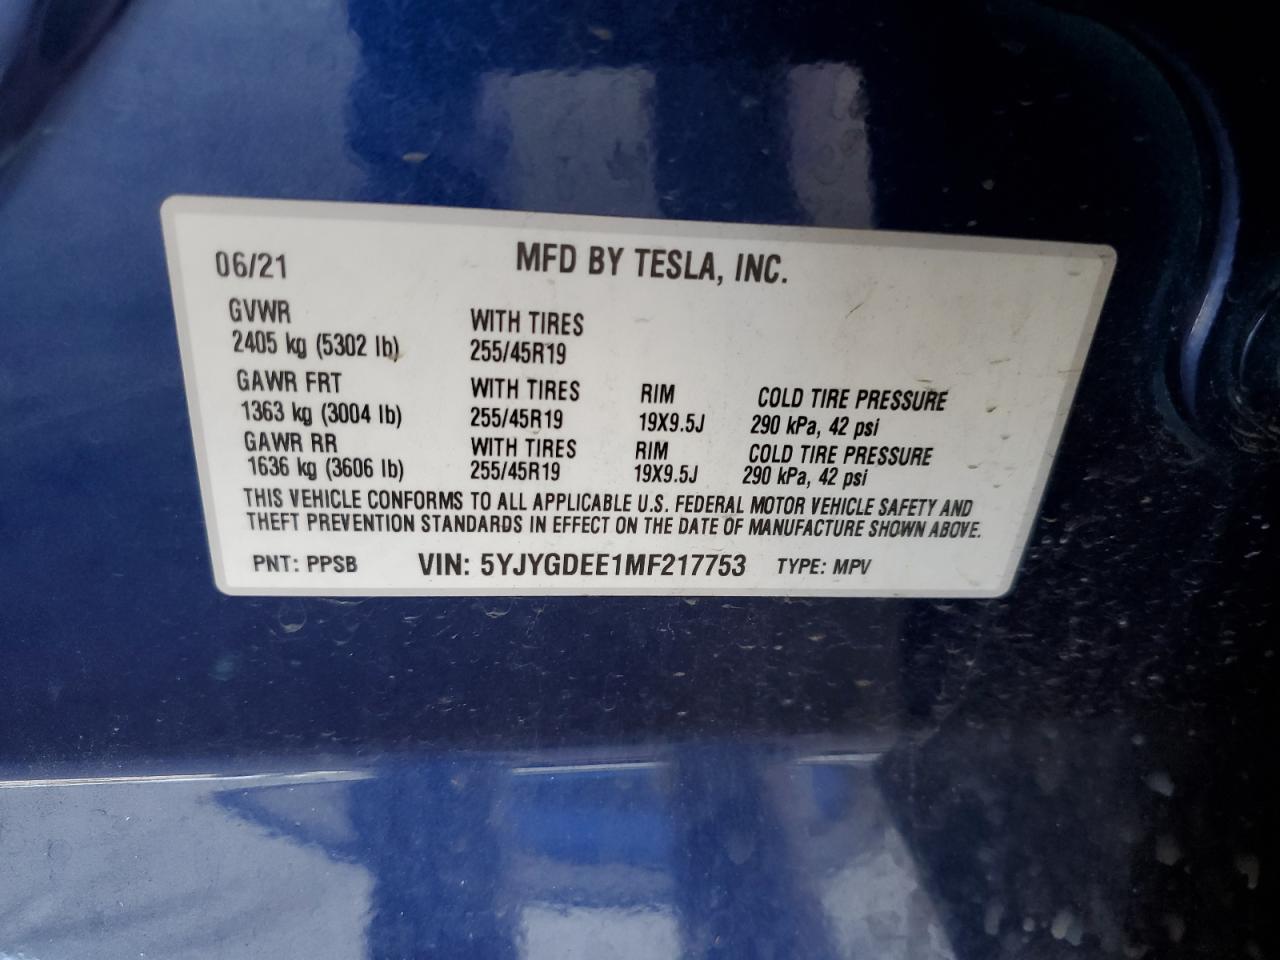 06/21 MFD BY TESLA, INC.
GVWR
2405 kg (5302 lb) WITH TIRES
255/45R19
GAWR FRT WITH TIRES RIM COLD TIRE PRESSURE
1363 kg (3004 lb) 255/45R19 19X9.5J 290 kPa, 42 psi
GAWR RR WITH TIRES RIM COLD TIRE PRESSURE
1636 kg (3606 lb) 255/45R19 19X9.5J 290 kPa, 42 psi
THIS VEHICLE CONFORMS TO ALL APPLICABLE U.S. FEDERAL MOTOR VEHICLE SAFETY AND
THEFT PREVENTION STANDARDS IN EFFECT ON THE DATE OF MANUFACTURE SHOWN ABOVE.
PNT: PPSB VIN: 5YJYGDEE1MF217753 TYPE: MPV